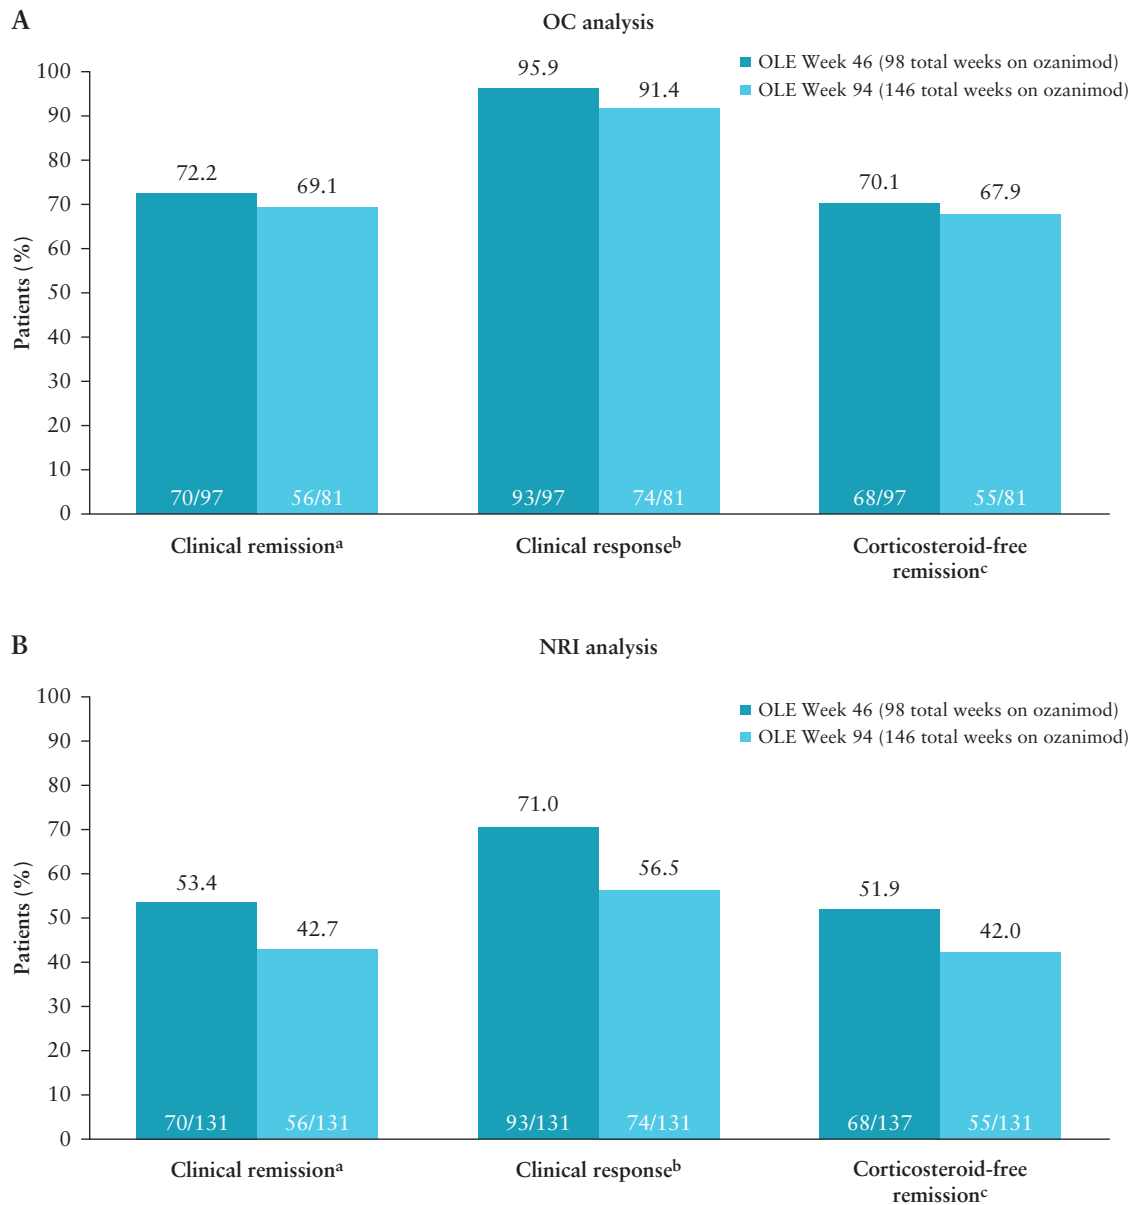 A
OC analysis
OLE Week 46 (98 total weeks on ozanimod)
OLE Week 94 (146 total weeks on ozanimod)
Patients (%)
100
90
80
70
60
50
40
30
20
10
0
72.2
69.1
95.9
91.4
70.1
67.9
70/97
56/81
93/97
74/81
68/97
55/81
Clinical remissionᵃ
Clinical responseᵇ
Corticosteroid-free
remissionᶜ
B
NRI analysis
OLE Week 46 (98 total weeks on ozanimod)
OLE Week 94 (146 total weeks on ozanimod)
Patients (%)
100
90
80
70
60
50
40
30
20
10
0
53.4
42.7
71.0
56.5
51.9
42.0
70/131
56/131
93/131
74/131
68/137
55/131
Clinical remissionᵃ
Clinical responseᵇ
Corticosteroid-free
remissionᶜ